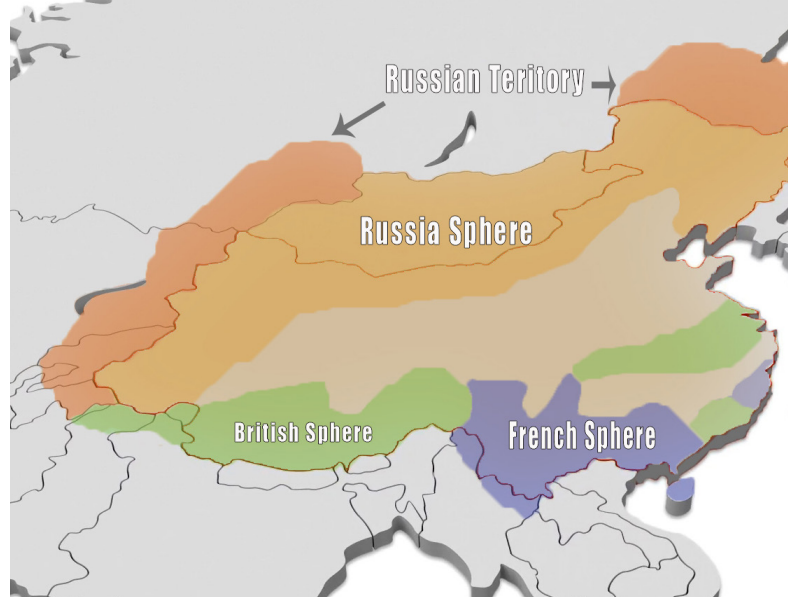 Russian Teritory
Russia Sphere
British Sphere
French Sphere